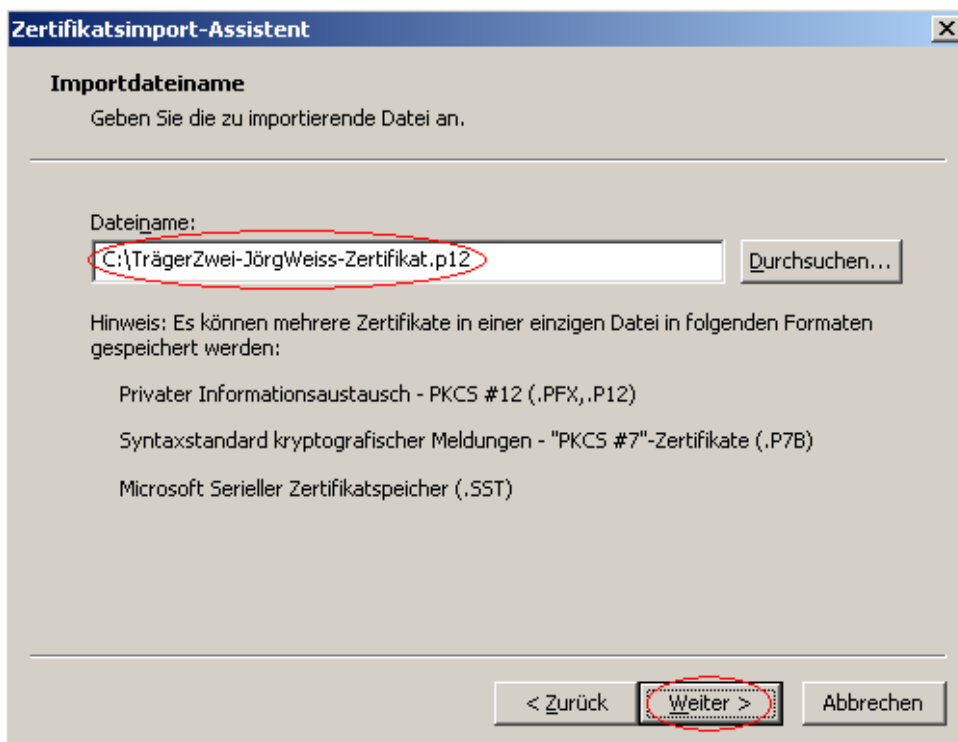 Zertifikatsimport-Assistent
Importdateiname
Geben Sie die zu importierende Datei an.
Dateiname:
C:\TrägerZwei-JörgWeiss-Zertifikat.p12
Durchsuchen...
Hinweis: Es können mehrere Zertifikate in einer einzigen Datei in folgenden Formaten
gespeichert werden:
Privater Informationsaustausch - PKCS #12 (.PFX,.P12)
Syntaxstandard kryptografischer Meldungen - "PKCS #7"-Zertifikate (.P7B)
Microsoft Serieller Zertifikatspeicher (.SST)
< Zurück
Weiter >
Abbrechen